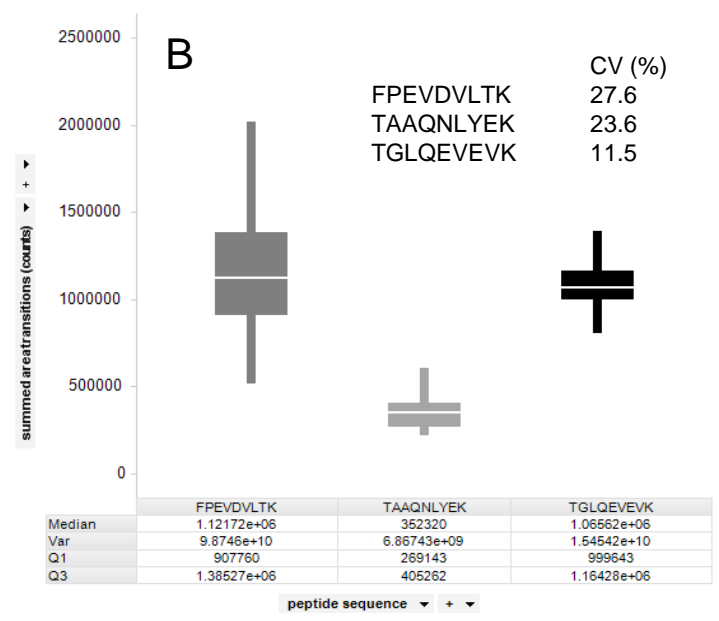 B
CV (%)
FPEVDVLTK 27.6
TAAQNLYEK 23.6
TGLQEVEVK 11.5
2500000
2000000
1500000
1000000
500000
0
summed area transitions (counts) +
FPEVDVLTK TAAQNLYEK TGLQEVEVK
Median 1.12172e+06 352320 1.06562e+06
Var 9.8746e+10 6.86743e+09 1.54542e+10
Q1 907760 269143 999643
Q3 1.38527e+06 405262 1.16428e+06
peptide sequence +